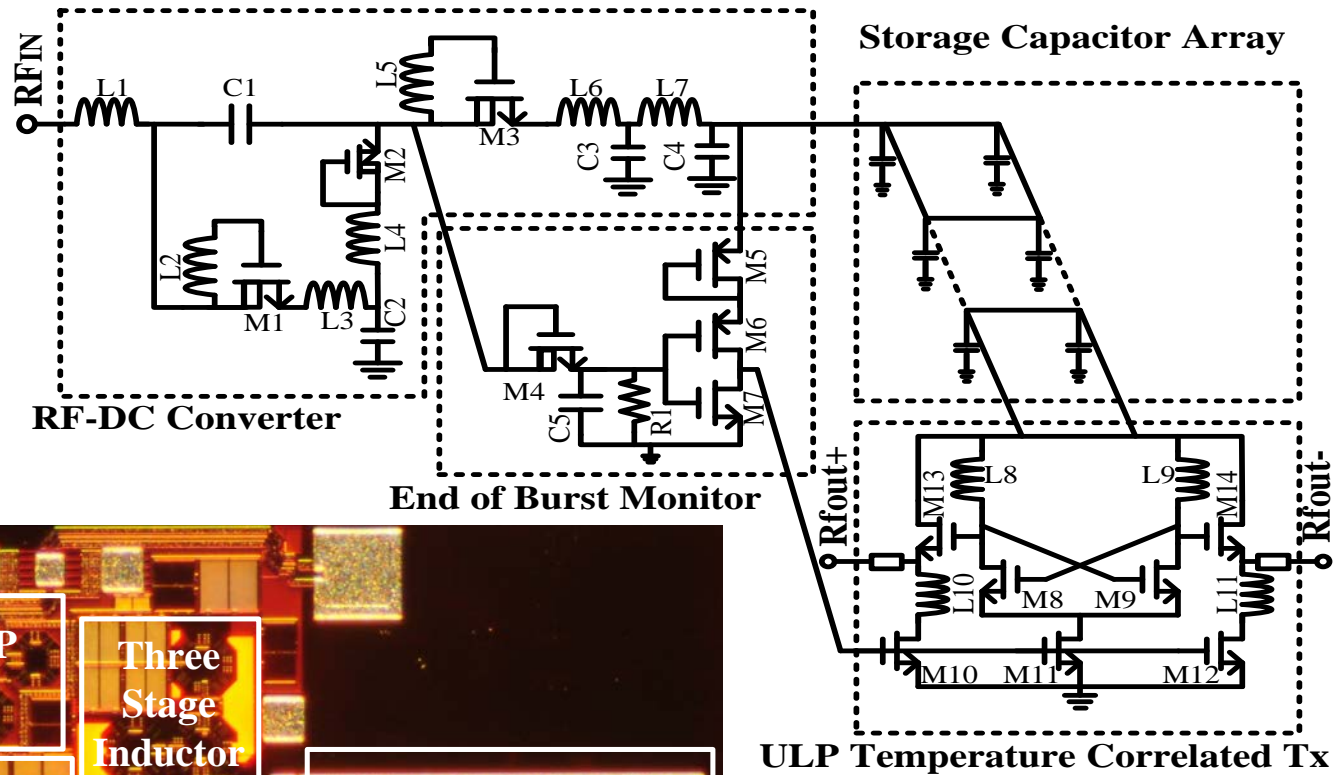 Storage Capacitor Array
RFIN
L1
C1
L5
M3
L6
L7
C3
C4
M2
L4
L2
M1
L3
C2
RF-DC Converter
M4
C5
R1
M5
M6
M7
End of Burst Monitor
Rfout+
Rfout-
M13
L8
L9
M14
L10
M8
M9
L11
M10
M11
M12
ULP Temperature Correlated Tx
P
Three
Stage
Inductor